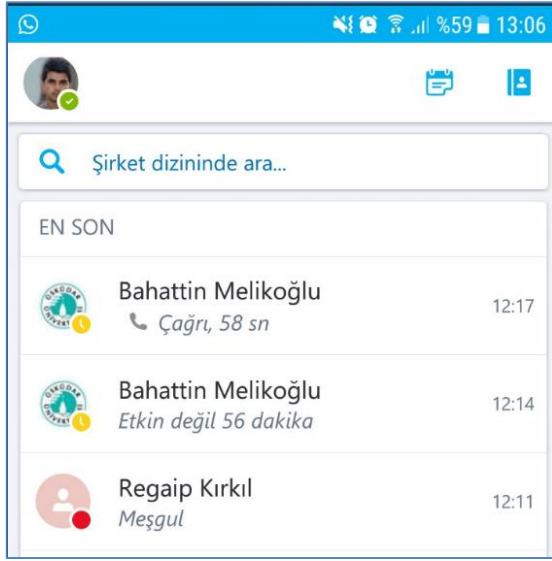 %59 13:06
Şirket dizininde ara...
EN SON
Bahattin Melikoğlu
Çağrı, 58 sn
12:17
Bahattin Melikoğlu
Etkin değil 56 dakika
12:14
Regaip Kırkıl
Meşgul
12:11